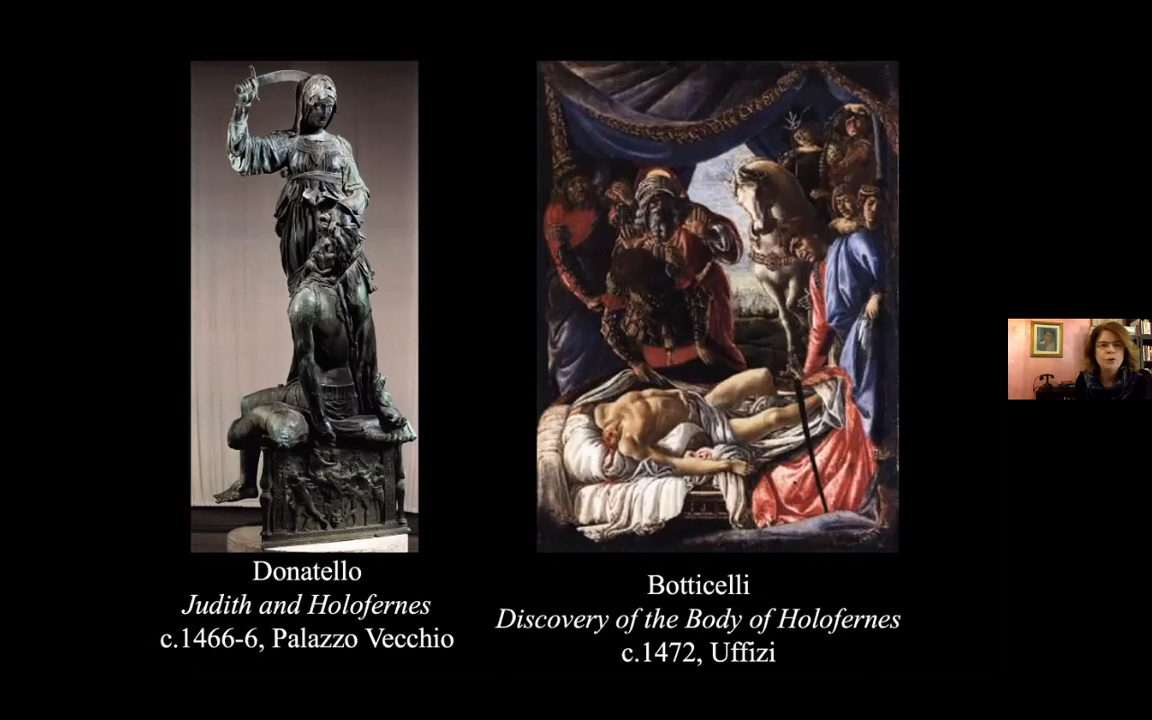 Donatello
Judith and Holofernes
c.1466-6, Palazzo Vecchio
Botticelli
Discovery of the Body of Holofernes
c.1472, Uffizi